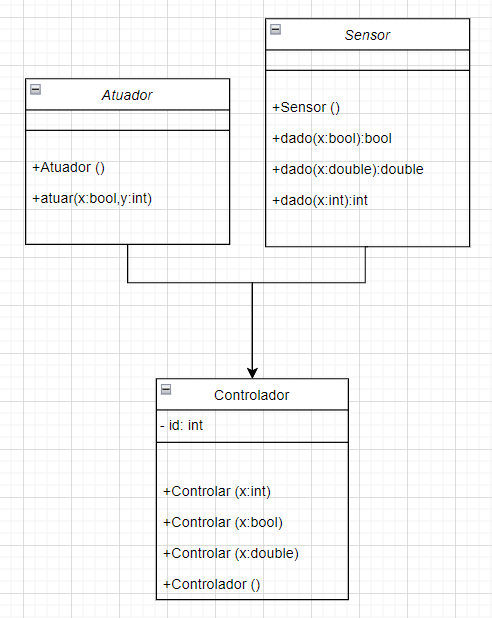 Atuador
+Atuador ()
+atuar(x:bool,y:int)
Sensor
+Sensor ()
+dado(x:bool):bool
+dado(x:double):double
+dado(x:int):int
Controlador
- id: int
+Controlar (x:int)
+Controlar (x:bool)
+Controlar (x:double)
+Controlador ()